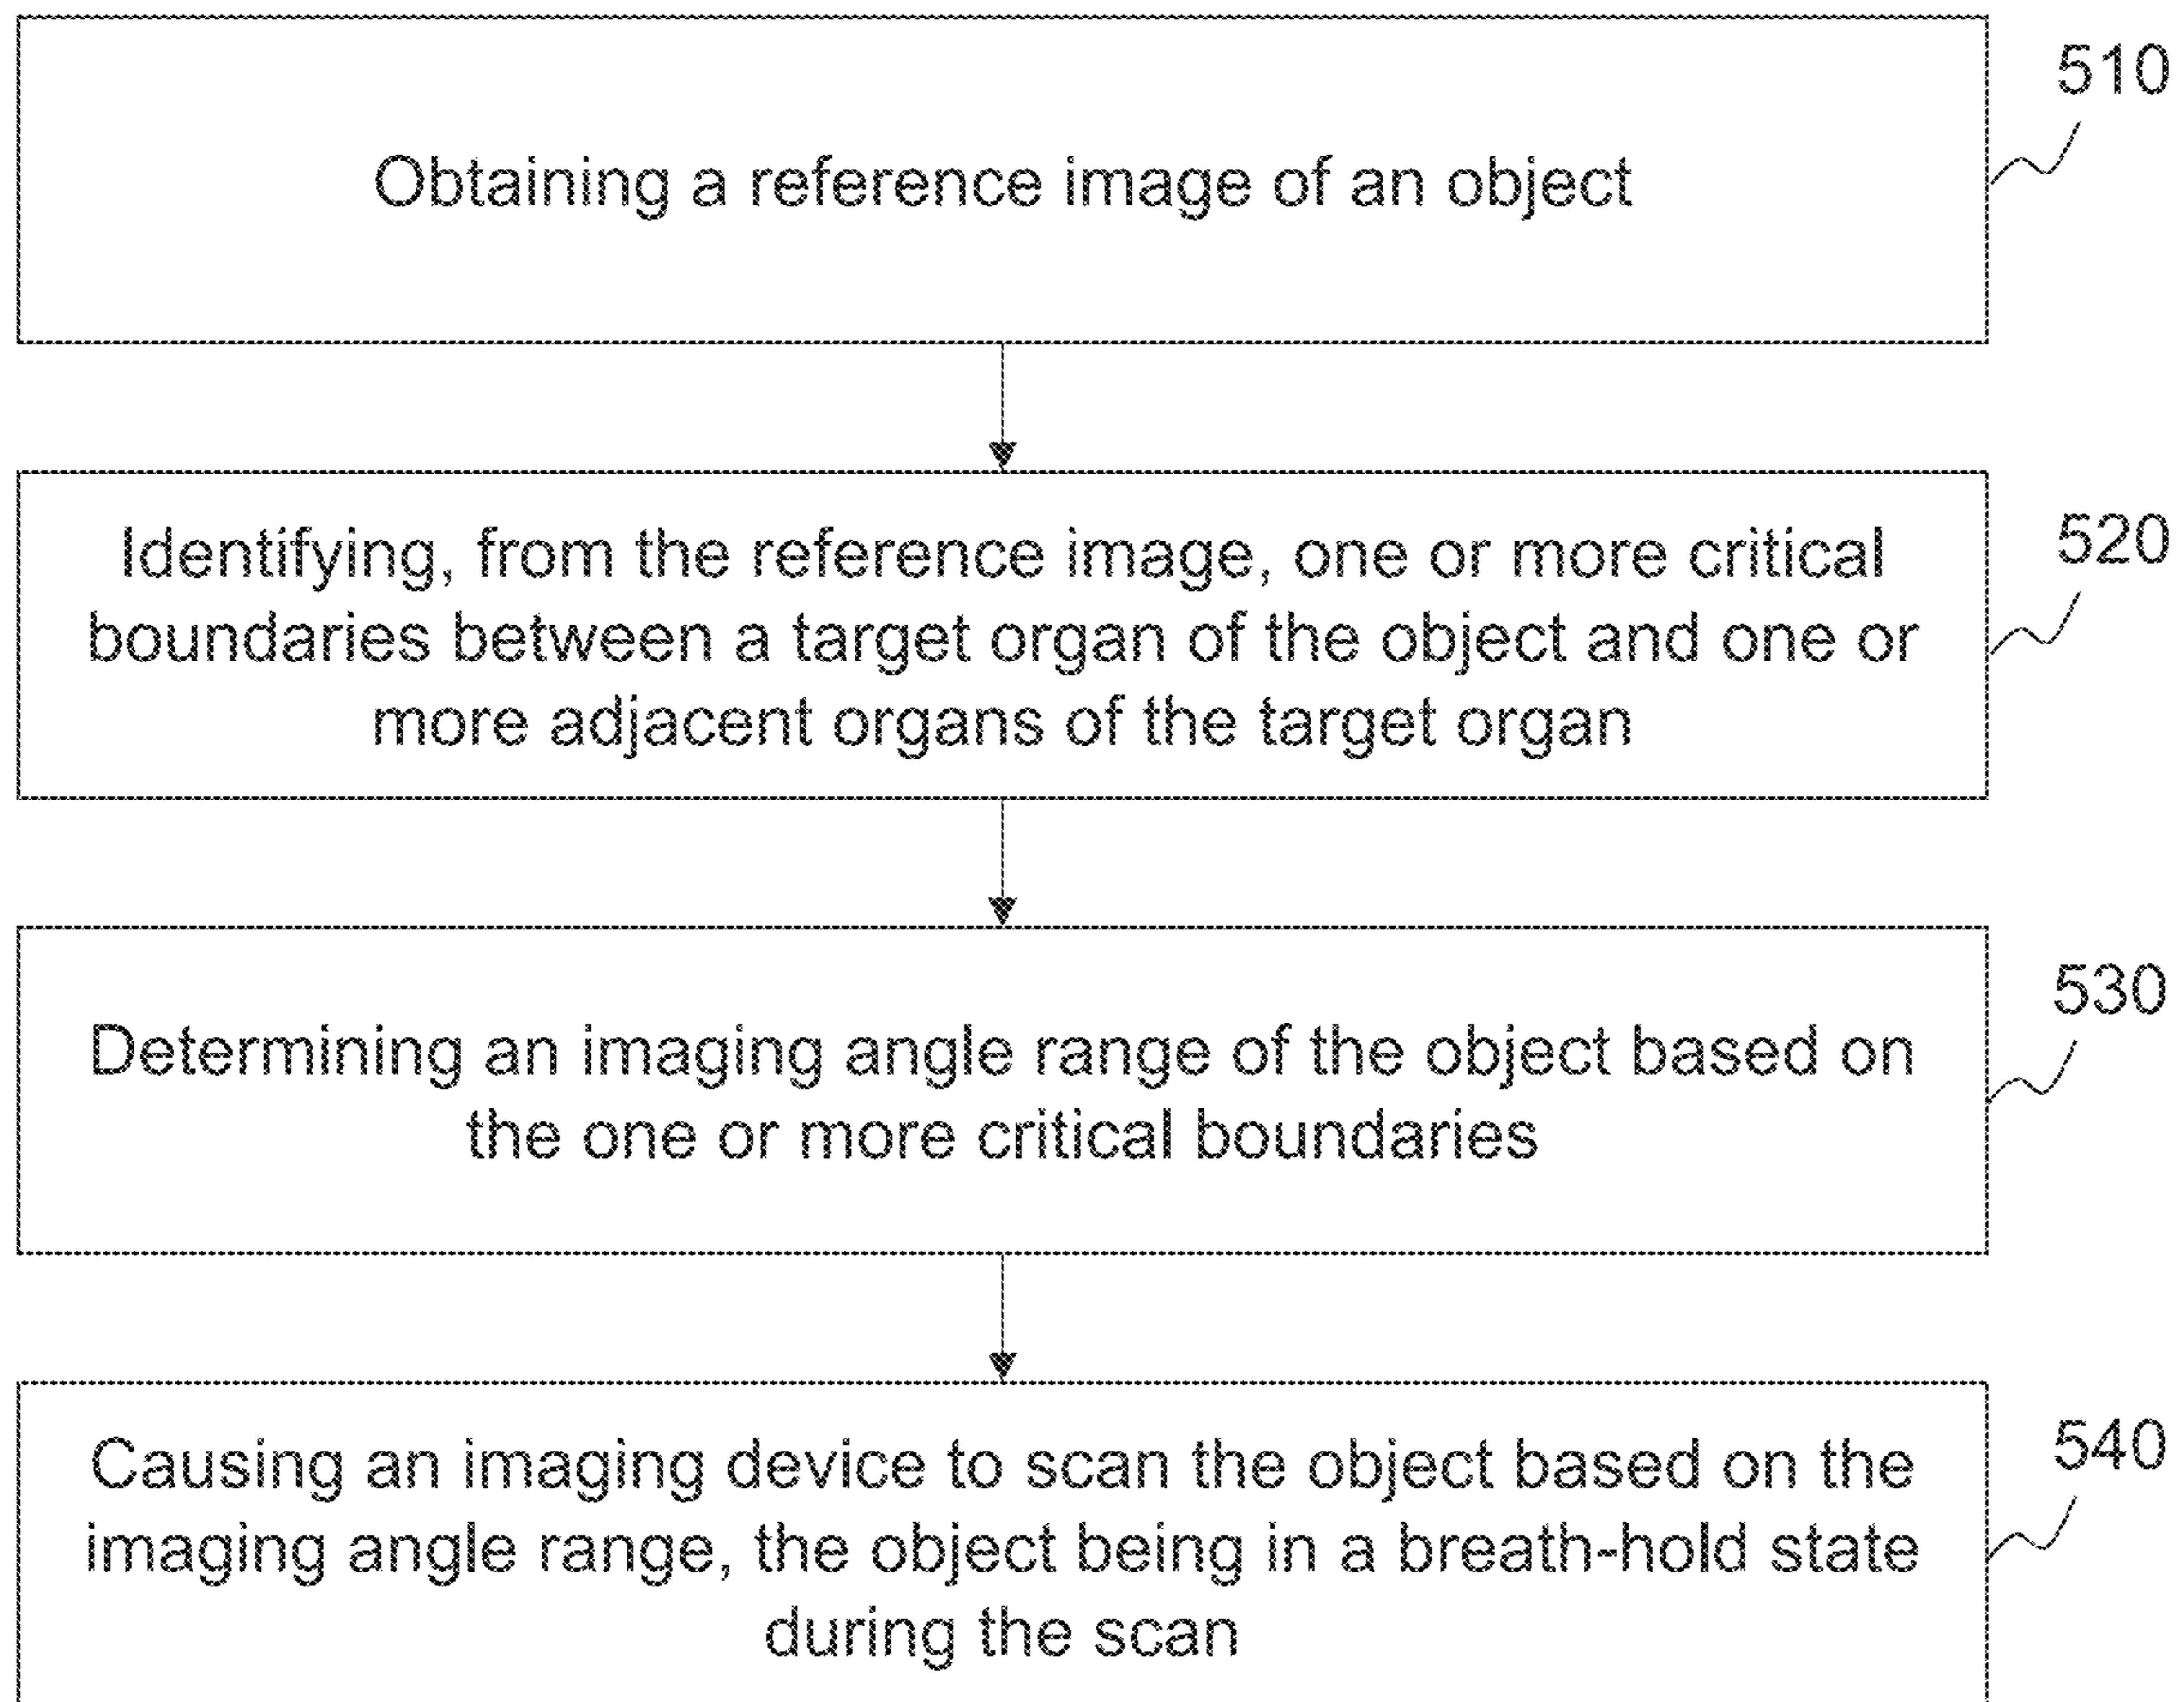 510
Obtaining a reference image of an object
520
Identifying, from the reference image, one or more critical
boundaries between a target organ of the object and one or
more adjacent organs of the target organ
530
Determining an imaging angle range of the object based on
the one or more critical boundaries
540
Causing an imaging device to scan the object based on the
imaging angle range, the object being in a breath-hold state
during the scan